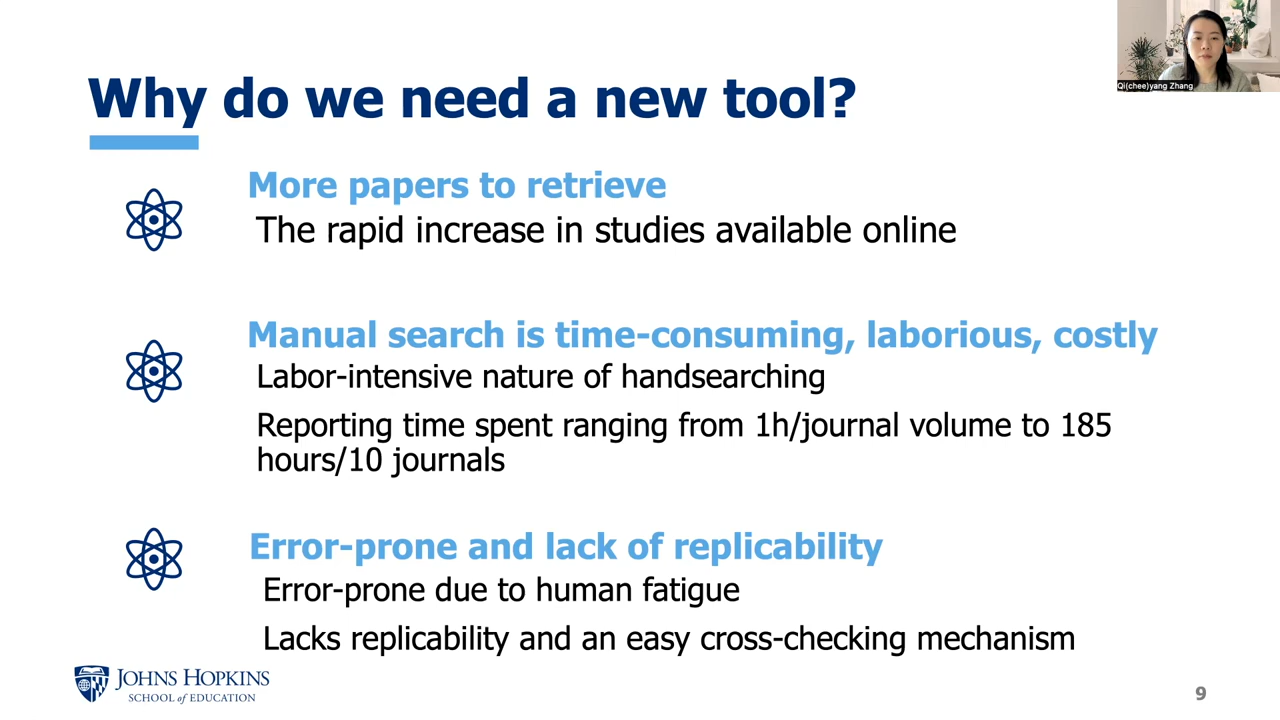 Qi(chee)yang Zhang
Why do we need a new tool?
More papers to retrieve
The rapid increase in studies available online
Manual search is time-consuming, laborious, costly
Labor-intensive nature of handsearching
Reporting time spent ranging from 1h/journal volume to 185
hours/10 journals
Error-prone and lack of replicability
Error-prone due to human fatigue
Lacks replicability and an easy cross-checking mechanism
JOHNS HOPKINS
SCHOOL of EDUCATION
9